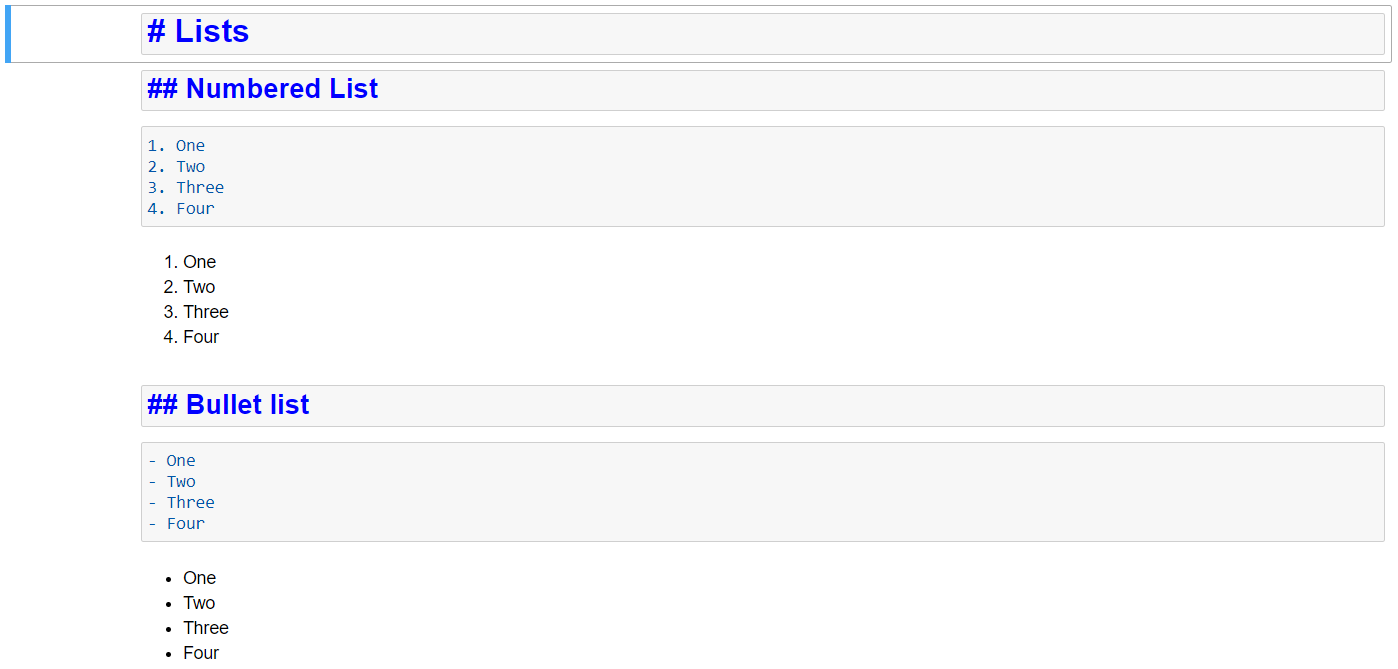 # Lists
## Numbered List
1. One
2. Two
3. Three
4. Four
1. One
2. Two
3. Three
4. Four
## Bullet list
- One
- Two
- Three
- Four
• One
• Two
• Three
• Four